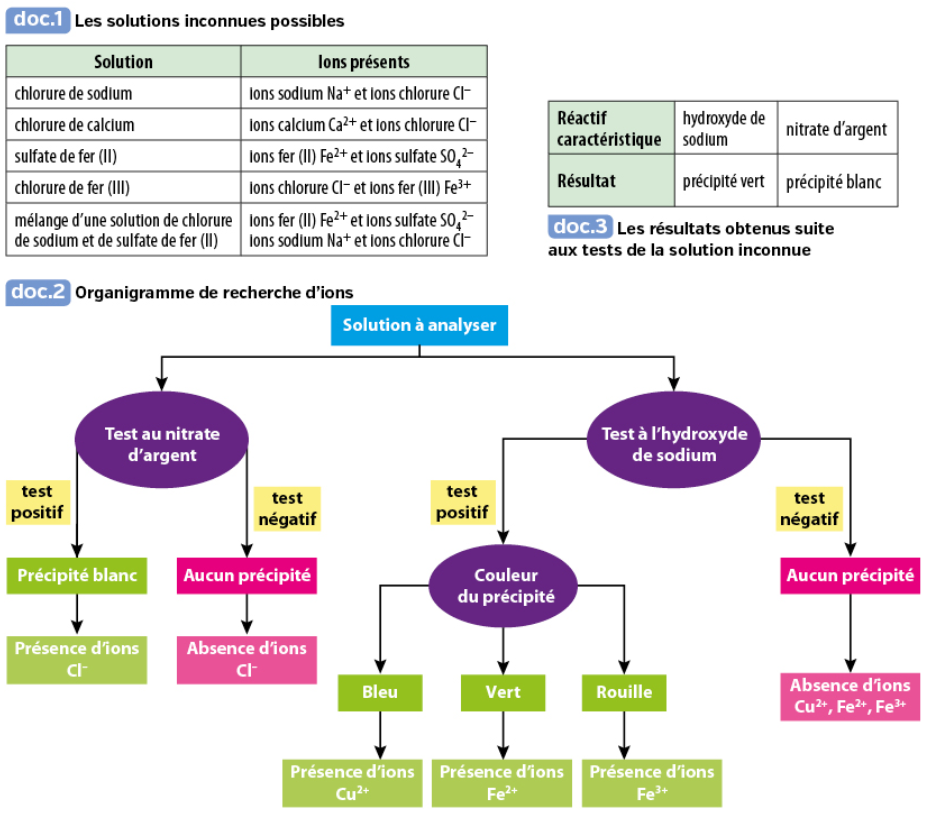 doc.1 Les solutions inconnues possibles
Solution
Ions présents
chlorure de sodium
ions sodium Na⁺ et ions chlorure Cl⁻
chlorure de calcium
ions calcium Ca²⁺ et ions chlorure Cl⁻
sulfate de fer (II)
ions fer (II) Fe²⁺ et ions sulfate SO₄²⁻
chlorure de fer (III)
ions chlorure Cl⁻ et ions fer (III) Fe³⁺
mélange d'une solution de chlorure
de sodium et de sulfate de fer (II)
ions fer (II) Fe²⁺ et ions sulfate SO₄²⁻
ions sodium Na⁺ et ions chlorure Cl⁻
Réactif
caractéristique
hydroxyde de
sodium
nitrate d'argent
Résultat
précipité vert
précipité blanc
doc.3 Les résultats obtenus suite
aux tests de la solution inconnue
doc.2 Organigramme de recherche d'ions
Solution à analyser
Test au nitrate
d'argent
Test à l'hydroxyde
de sodium
test
positif
test
négatif
test
positif
test
négatif
Précipité blanc
Aucun précipité
Couleur
du précipité
Aucun précipité
Présence d'ions
Cl⁻
Absence d'ions
Cl⁻
Bleu
Vert
Rouille
Absence d'ions
Cu²⁺, Fe²⁺, Fe³⁺
Présence d'ions
Cu²⁺
Présence d'ions
Fe²⁺
Présence d'ions
Fe³⁺